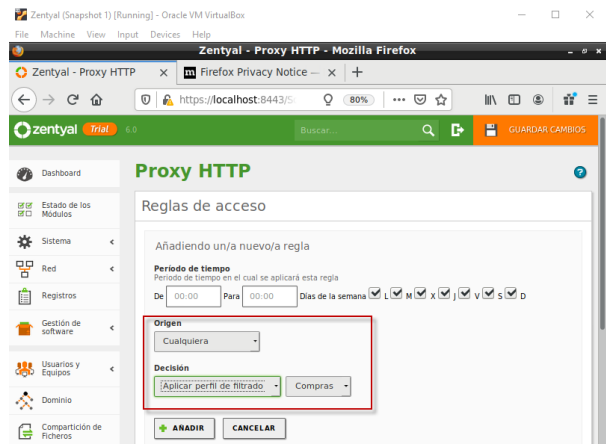 Zentyal (Snapshot 1) [Running] - Oracle VM VirtualBox
File Machine View Input Devices Help
Zentyal - Proxy HTTP - Mozilla Firefox
Zentyal - Proxy HTTP
Firefox Privacy Notice —
https://localhost:8443/S
80%
zentyal Trial 6.0
Buscar...
GUARDAR CAMBIOS
Dashboard
Estado de los
Módulos
Sistema
Red
Registros
Gestión de
software
Usuarios y
Equipos
Dominio
Compartición de
Ficheros
Proxy HTTP
Reglas de acceso
Añadiendo un/a nuevo/a regla
Período de tiempo
Período de tiempo en el cual se aplicará esta regla
De 00:00 Para 00:00 Días de la semana L M X J V S D
Origen
Cualquiera
Decisión
Aplicar perfil de filtrado Compras
AÑADIR CANCELAR